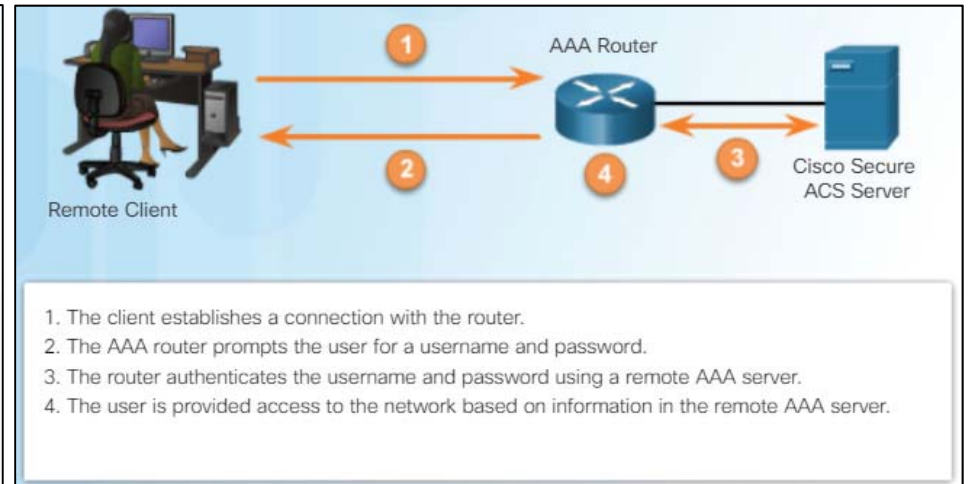 1
AAA Router
2
4
3
Cisco Secure
ACS Server
Remote Client
1. The client establishes a connection with the router.
2. The AAA router prompts the user for a username and password.
3. The router authenticates the username and password using a remote AAA server.
4. The user is provided access to the network based on information in the remote AAA server.